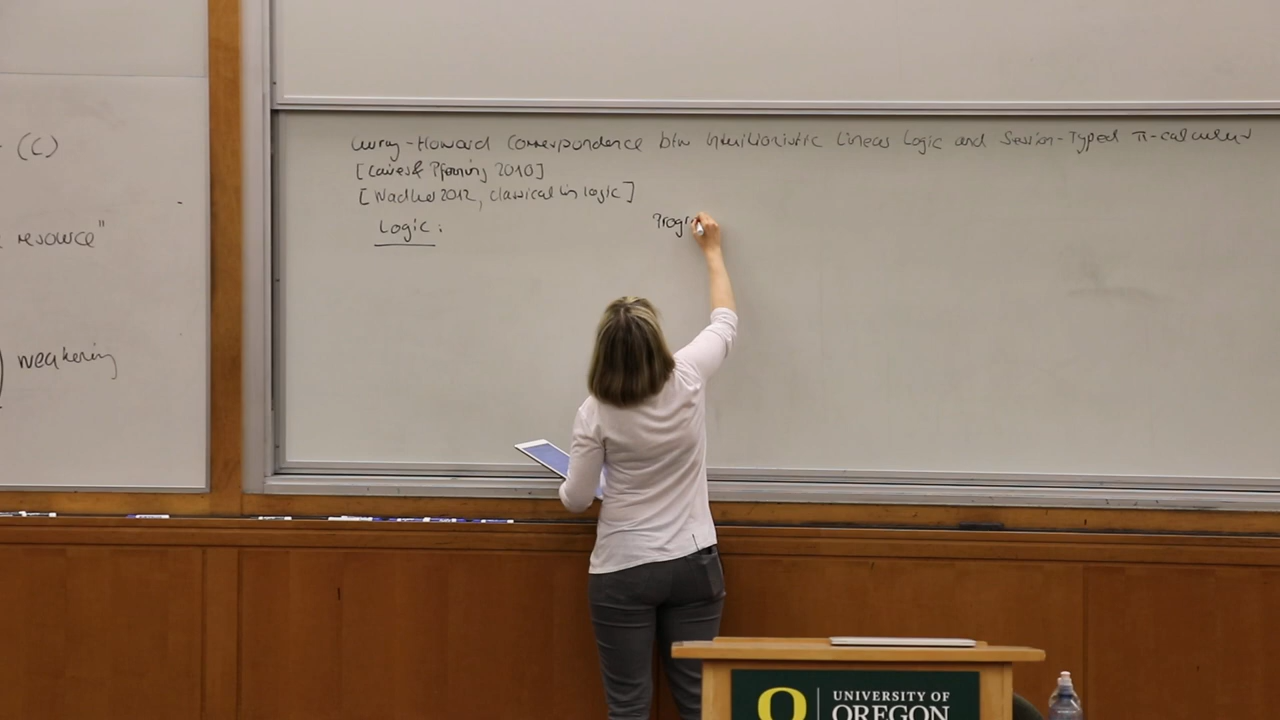 (C)
resource"
weakening
Curry-Howard Correspondence btw Intuitionistic Linear Logic and Session-Typed π-calculus
[Caires & Pfenning 2010]
[Wadler 2012, classical lin logic]
Logic:
Progr
UNIVERSITY OF
OREGON